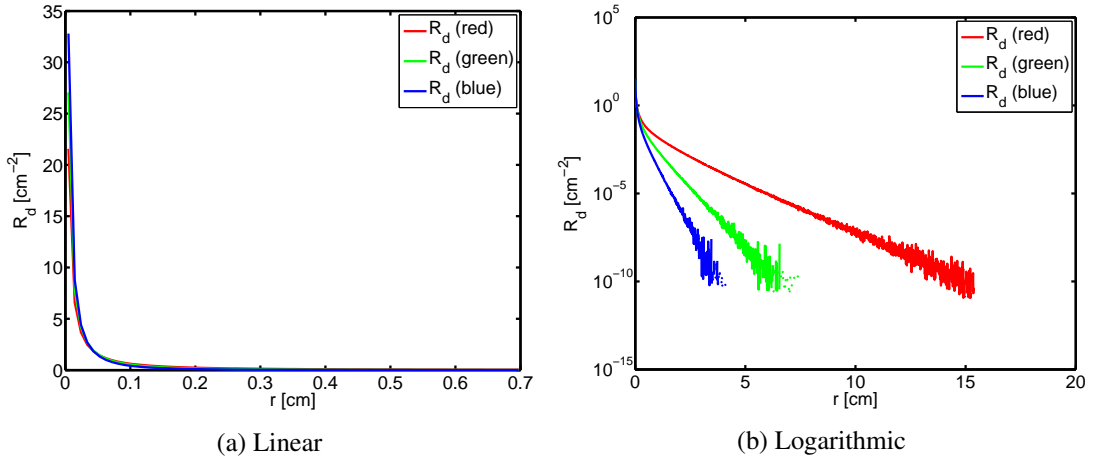 35
30
25
20
15
10
5
0
0 0.1 0.2 0.3 0.4 0.5 0.6 0.7
r [cm]
R_d [cm^{-2}]
R_d (red)
R_d (green)
R_d (blue)
(a) Linear
10^5
10^0
10^{-5}
10^{-10}
10^{-15}
0 5 10 15 20
r [cm]
R_d [cm^{-2}]
R_d (red)
R_d (green)
R_d (blue)
(b) Logarithmic